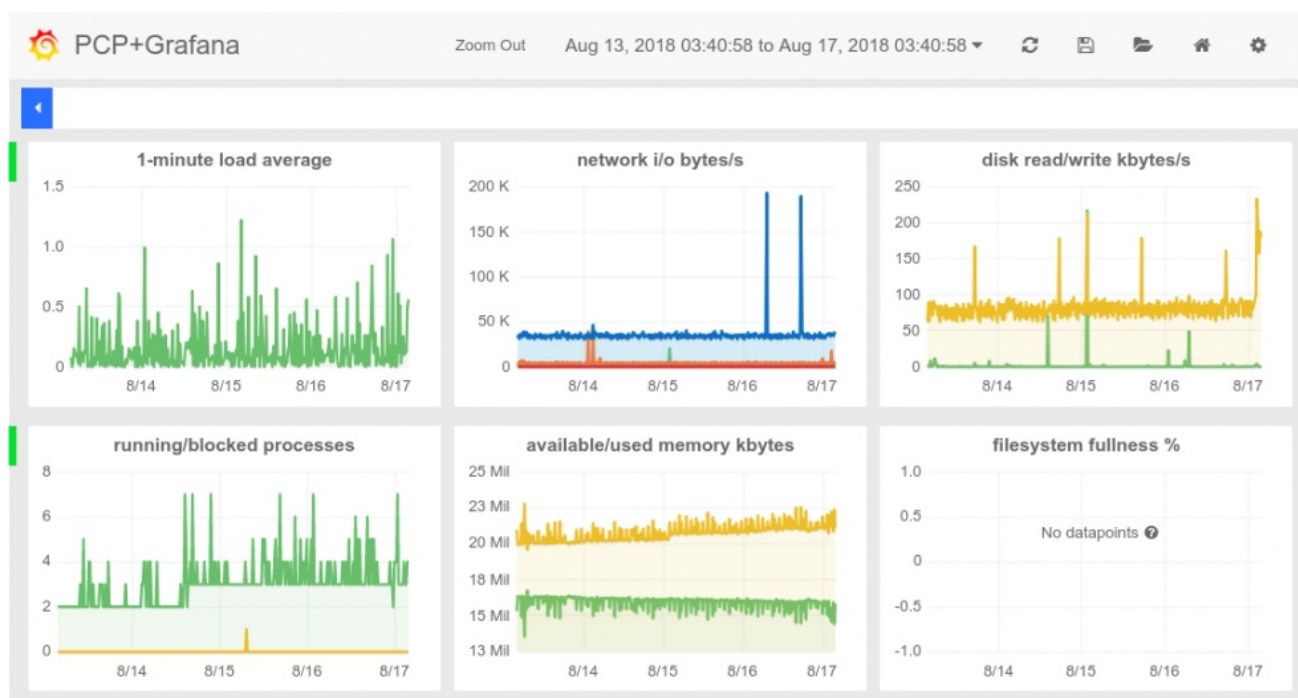 PCP+Grafana
Zoom Out Aug 13, 2018 03:40:58 to Aug 17, 2018 03:40:58
1-minute load average
1.5
1.0
0.5
0
8/14 8/15 8/16 8/17
network i/o bytes/s
200 K
150 K
100 K
50 K
0
8/14 8/15 8/16 8/17
disk read/write kbytes/s
250
200
150
100
50
0
8/14 8/15 8/16 8/17
running/blocked processes
8
6
4
2
0
8/14 8/15 8/16 8/17
available/used memory kbytes
25 Mil
23 Mil
20 Mil
18 Mil
15 Mil
13 Mil
8/14 8/15 8/16 8/17
filesystem fullness %
1.0
0.5
No datapoints ?
0
-0.5
-1.0
8/14 8/15 8/16 8/17